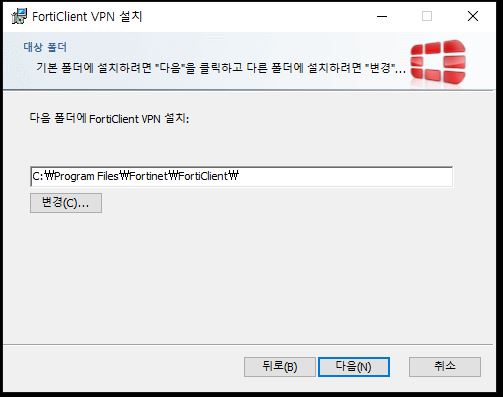 FortiClient VPN 설치
대상 폴더
기본 폴더에 설치하려면 "다음"을 클릭하고 다른 폴더에 설치하려면 "변경"...
다음 폴더에 FortiClient VPN 설치:
C:₩Program Files₩Fortinet₩FortiClient₩
변경(C)...
뒤로(B) 다음(N) 취소